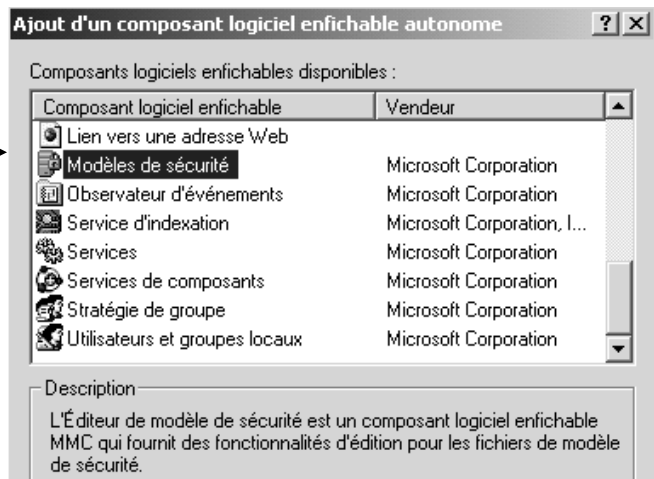 Ajout d'un composant logiciel enfichable autonome
Composants logiciels enfichables disponibles :
Composant logiciel enfichable Vendeur
Lien vers une adresse Web
Modèles de sécurité Microsoft Corporation
Observateur d'événements Microsoft Corporation
Service d'indexation Microsoft Corporation, I...
Services Microsoft Corporation
Services de composants Microsoft Corporation
Stratégie de groupe Microsoft Corporation
Utilisateurs et groupes locaux Microsoft Corporation
Description
L'Éditeur de modèle de sécurité est un composant logiciel enfichable
MMC qui fournit des fonctionnalités d'édition pour les fichiers de modèle
de sécurité.